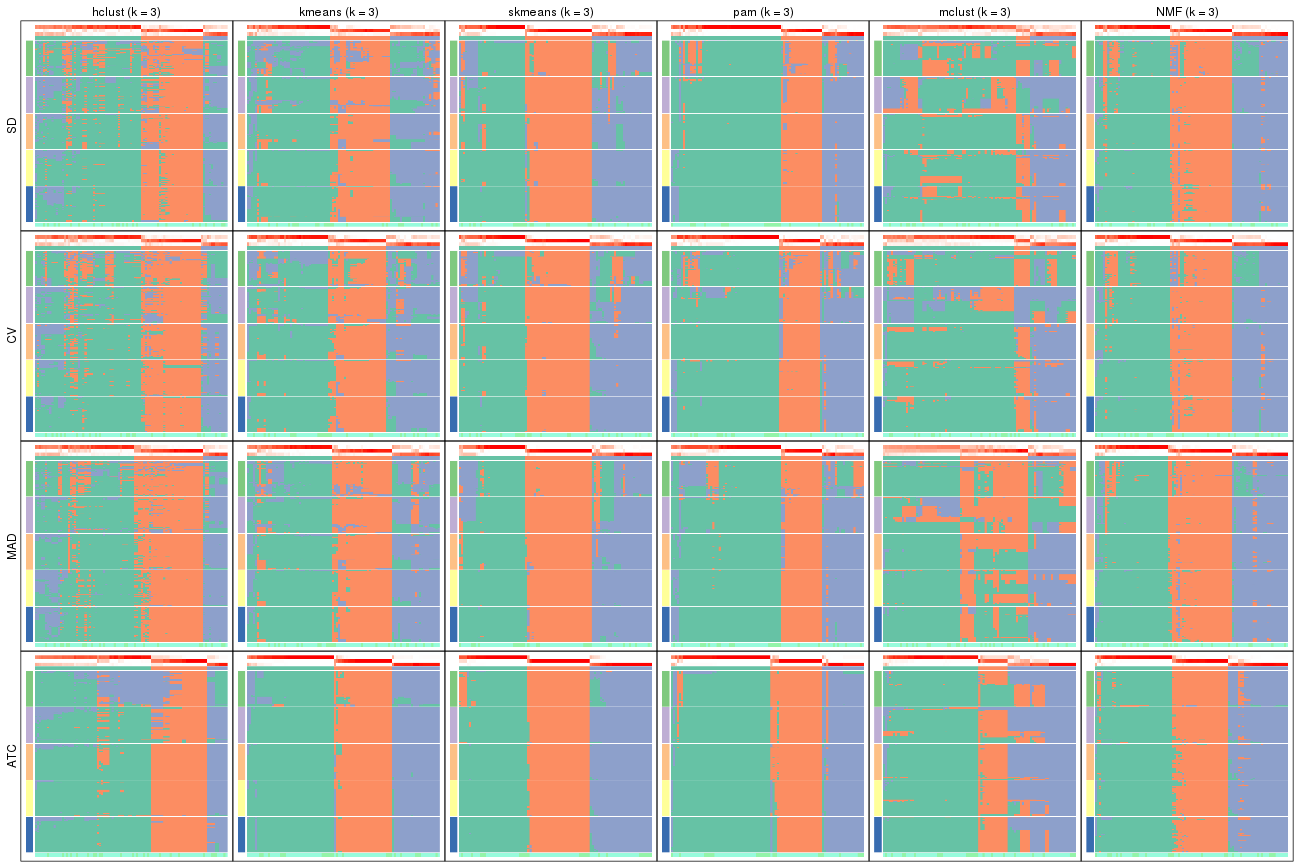 hclust (k = 3) kmeans (k = 3) skmeans (k = 3) pam (k = 3) mclust (k = 3) NMF (k = 3)
SD
CV
MAD
ATC